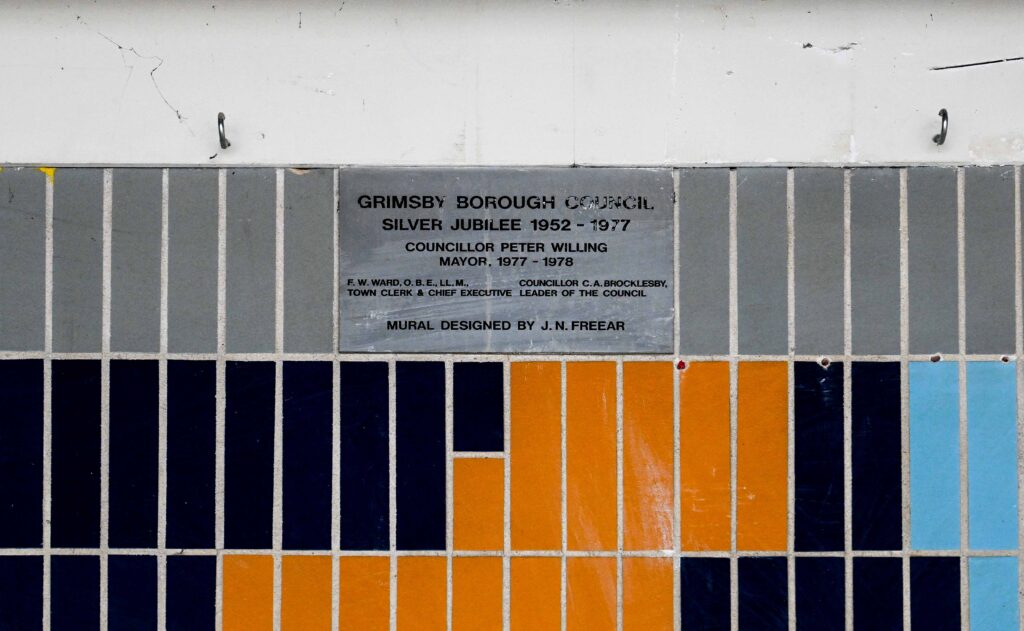 GRIMSBY BOROUGH COUNCIL
SILVER JUBILEE 1952 - 1977
COUNCILLOR PETER WILLING
MAYOR, 1977 - 1978
F. W. WARD, O. B. E., LL. M., COUNCILLOR C. A. BROCKLESBY,
TOWN CLERK & CHIEF EXECUTIVE LEADER OF THE COUNCIL
MURAL DESIGNED BY J. N. FREEAR